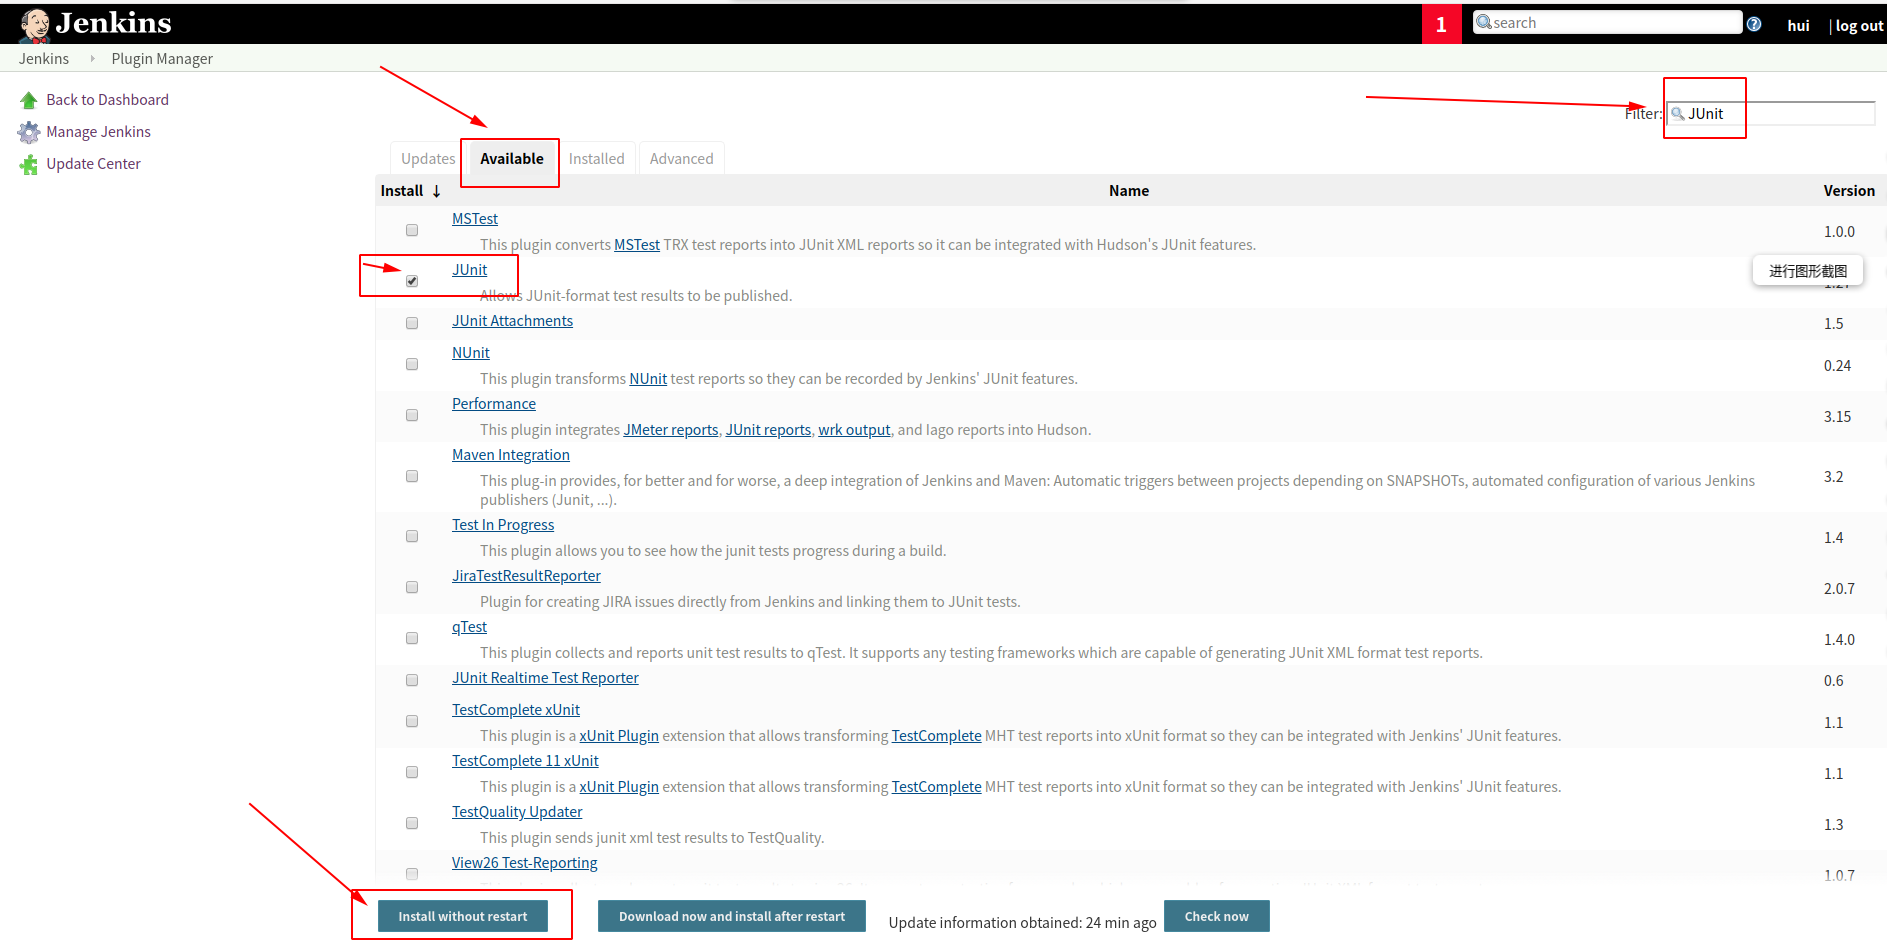 Jenkins
1
search
?
hui
| log out
Jenkins
Plugin Manager
Back to Dashboard
Manage Jenkins
Update Center
Filter:
JUnit
Updates
Available
Installed
Advanced
Install ↓
Name
Version
MSTest
This plugin converts MSTest TRX test reports into JUnit XML reports so it can be integrated with Hudson's JUnit features.
1.0.0
JUnit
Allows JUnit-format test results to be published.
进行图形截图
JUnit Attachments
1.5
NUnit
This plugin transforms NUnit test reports so they can be recorded by Jenkins' JUnit features.
0.24
Performance
This plugin integrates JMeter reports, JUnit reports, wrk output, and Iago reports into Hudson.
3.15
Maven Integration
This plug-in provides, for better and for worse, a deep integration of Jenkins and Maven: Automatic triggers between projects depending on SNAPSHOTs, automated configuration of various Jenkins
publishers (Junit, ...).
3.2
Test In Progress
This plugin allows you to see how the junit tests progress during a build.
1.4
JiraTestResultReporter
Plugin for creating JIRA issues directly from Jenkins and linking them to JUnit tests.
2.0.7
qTest
This plugin collects and reports unit test results to qTest. It supports any testing frameworks which are capable of generating JUnit XML format test reports.
1.4.0
JUnit Realtime Test Reporter
0.6
TestComplete xUnit
This plugin is a xUnit Plugin extension that allows transforming TestComplete MHT test reports into xUnit format so they can be integrated with Jenkins' JUnit features.
1.1
TestComplete 11 xUnit
This plugin is a xUnit Plugin extension that allows transforming TestComplete MHT test reports into xUnit format so they can be integrated with Jenkins' JUnit features.
1.1
TestQuality Updater
This plugin sends junit xml test results to TestQuality.
1.3
View26 Test-Reporting
1.0.7
Install without restart
Download now and install after restart
Update information obtained: 24 min ago
Check now